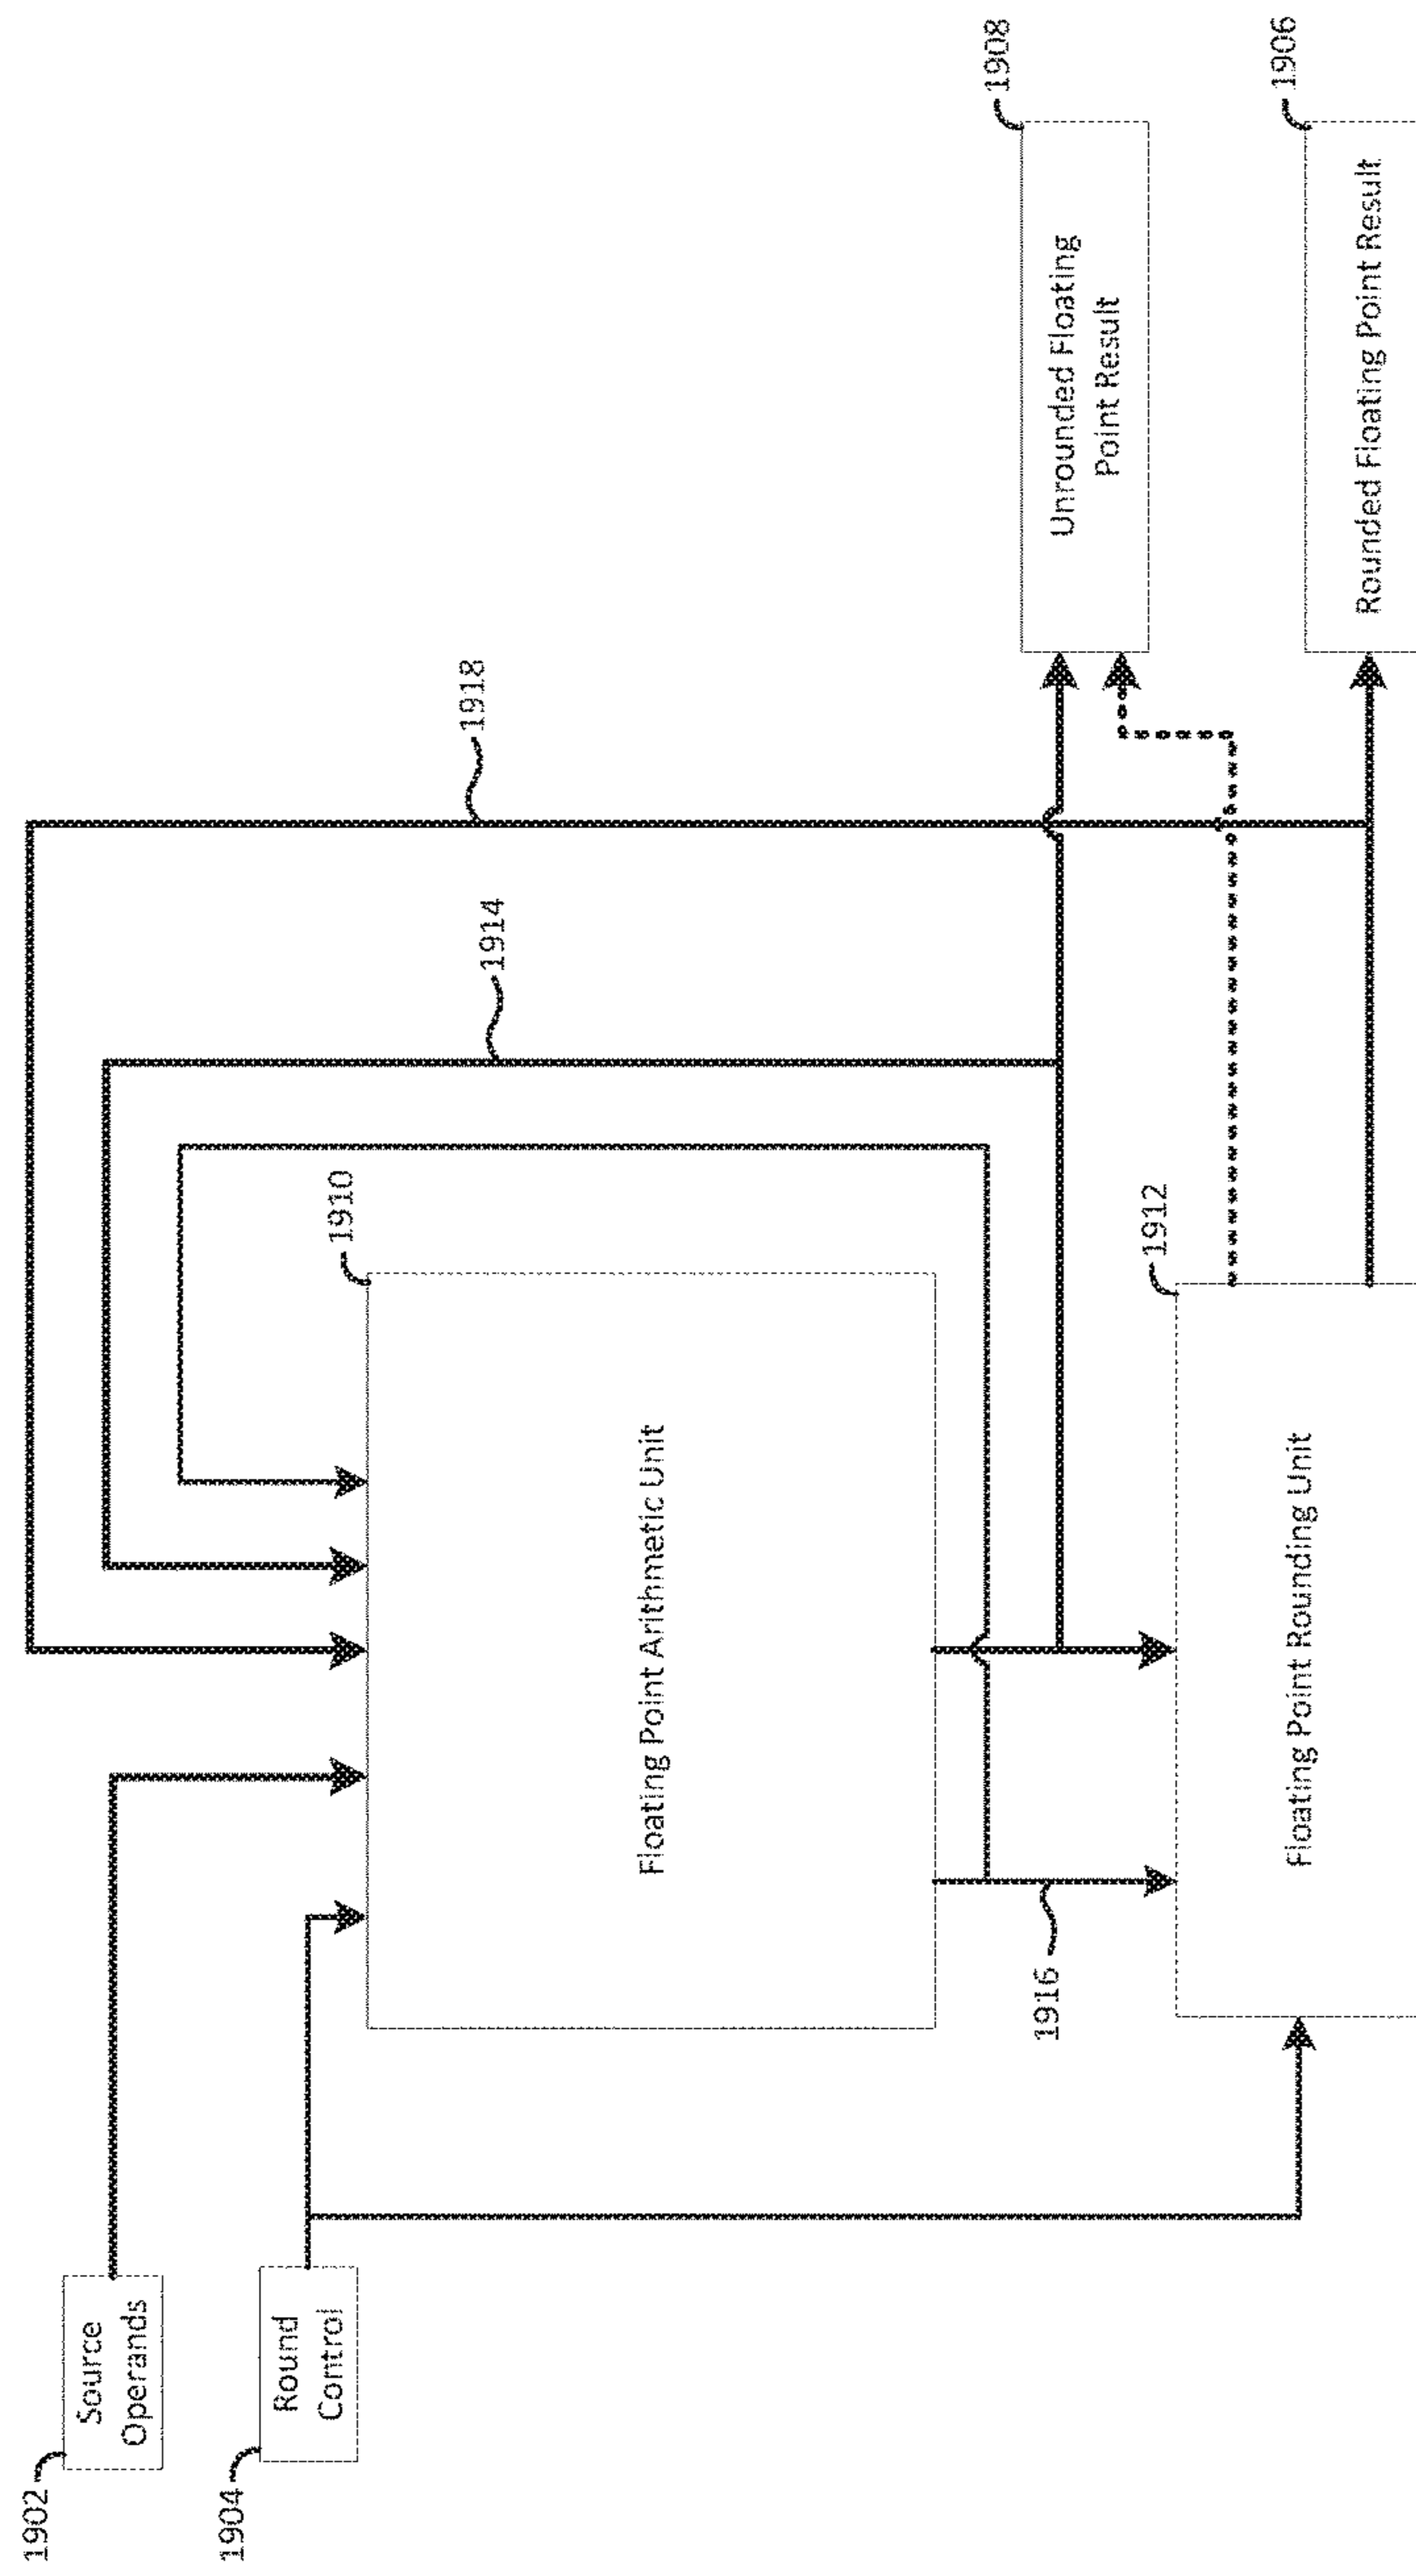 1902
Source
Operands
1904
Round
Control
1910
Floating Point Arithmetic Unit
1918
1914
1916
1912
Floating Point Rounding Unit
1908
Unrounded Floating
Point Result
1906
Rounded Floating Point Result